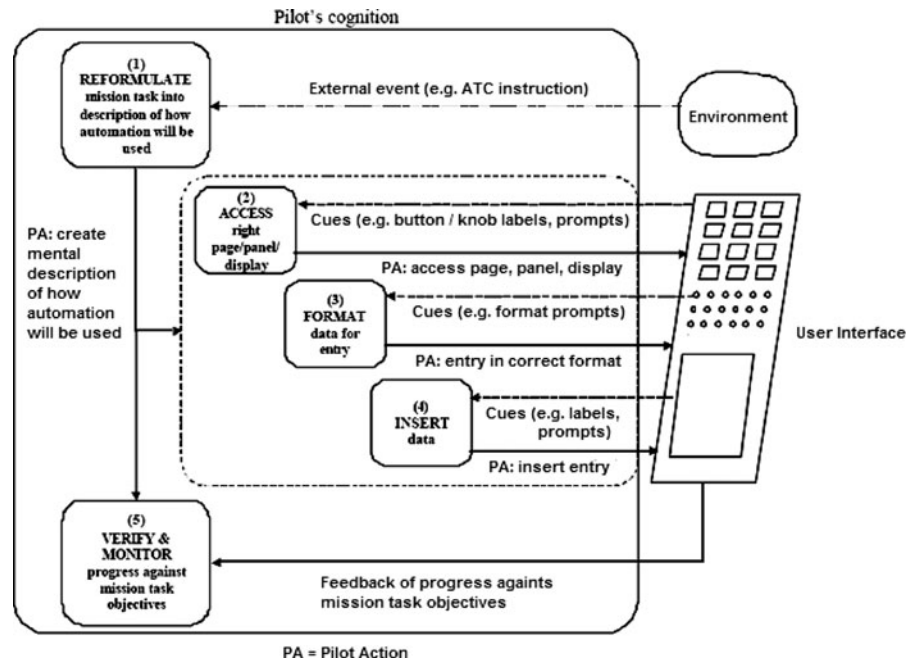 Pilot's cognition
(1)
REFORMULATE
mission task into
description of how
automation will be
used
External event (e.g. ATC instruction)
Environment
PA: create
mental
description
of how
automation
will be used
(2)
ACCESS
right
page/panel/
display
Cues (e.g. button / knob labels, prompts)
PA: access page, panel, display
(3)
FORMAT
data for
entry
Cues (e.g. format prompts)
PA: entry in correct format
User Interface
(4)
INSERT
data
Cues (e.g. labels,
prompts)
PA: insert entry
(5)
VERIFY &
MONITOR
progress against
mission task
objectives
Feedback of progress againts
mission task objectives
PA = Pilot Action